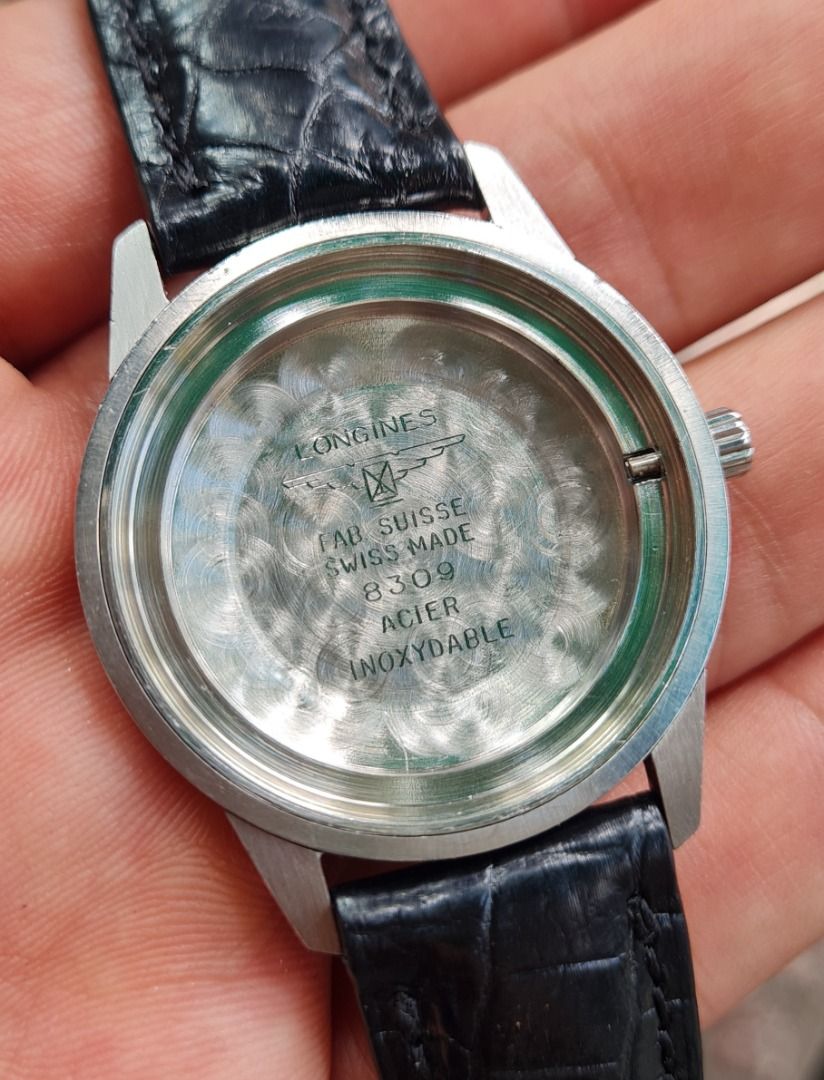 LONGINES
FAB. SUISSE
SWISS MADE
8309
ACIER
INOXYDABLE